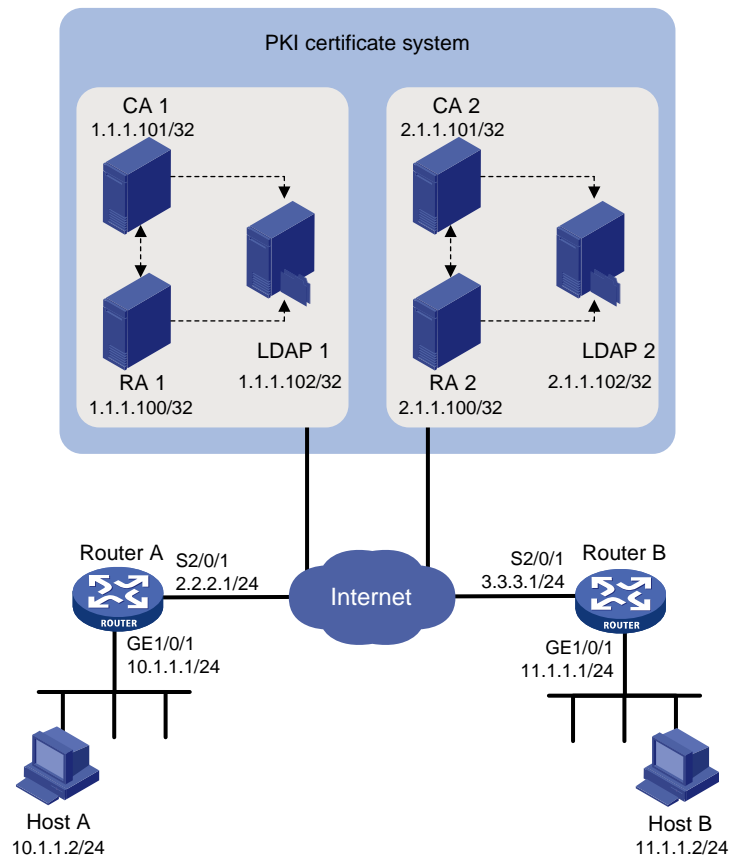 PKI certificate system
CA 1
1.1.1.101/32
CA 2
2.1.1.101/32
LDAP 1
1.1.1.102/32
RA 1
1.1.1.100/32
LDAP 2
2.1.1.102/32
RA 2
2.1.1.100/32
Router A
S2/0/1
2.2.2.1/24
ROUTER
Internet
S2/0/1
3.3.3.1/24
Router B
ROUTER
GE1/0/1
10.1.1.1/24
GE1/0/1
11.1.1.1/24
Host A
10.1.1.2/24
Host B
11.1.1.2/24